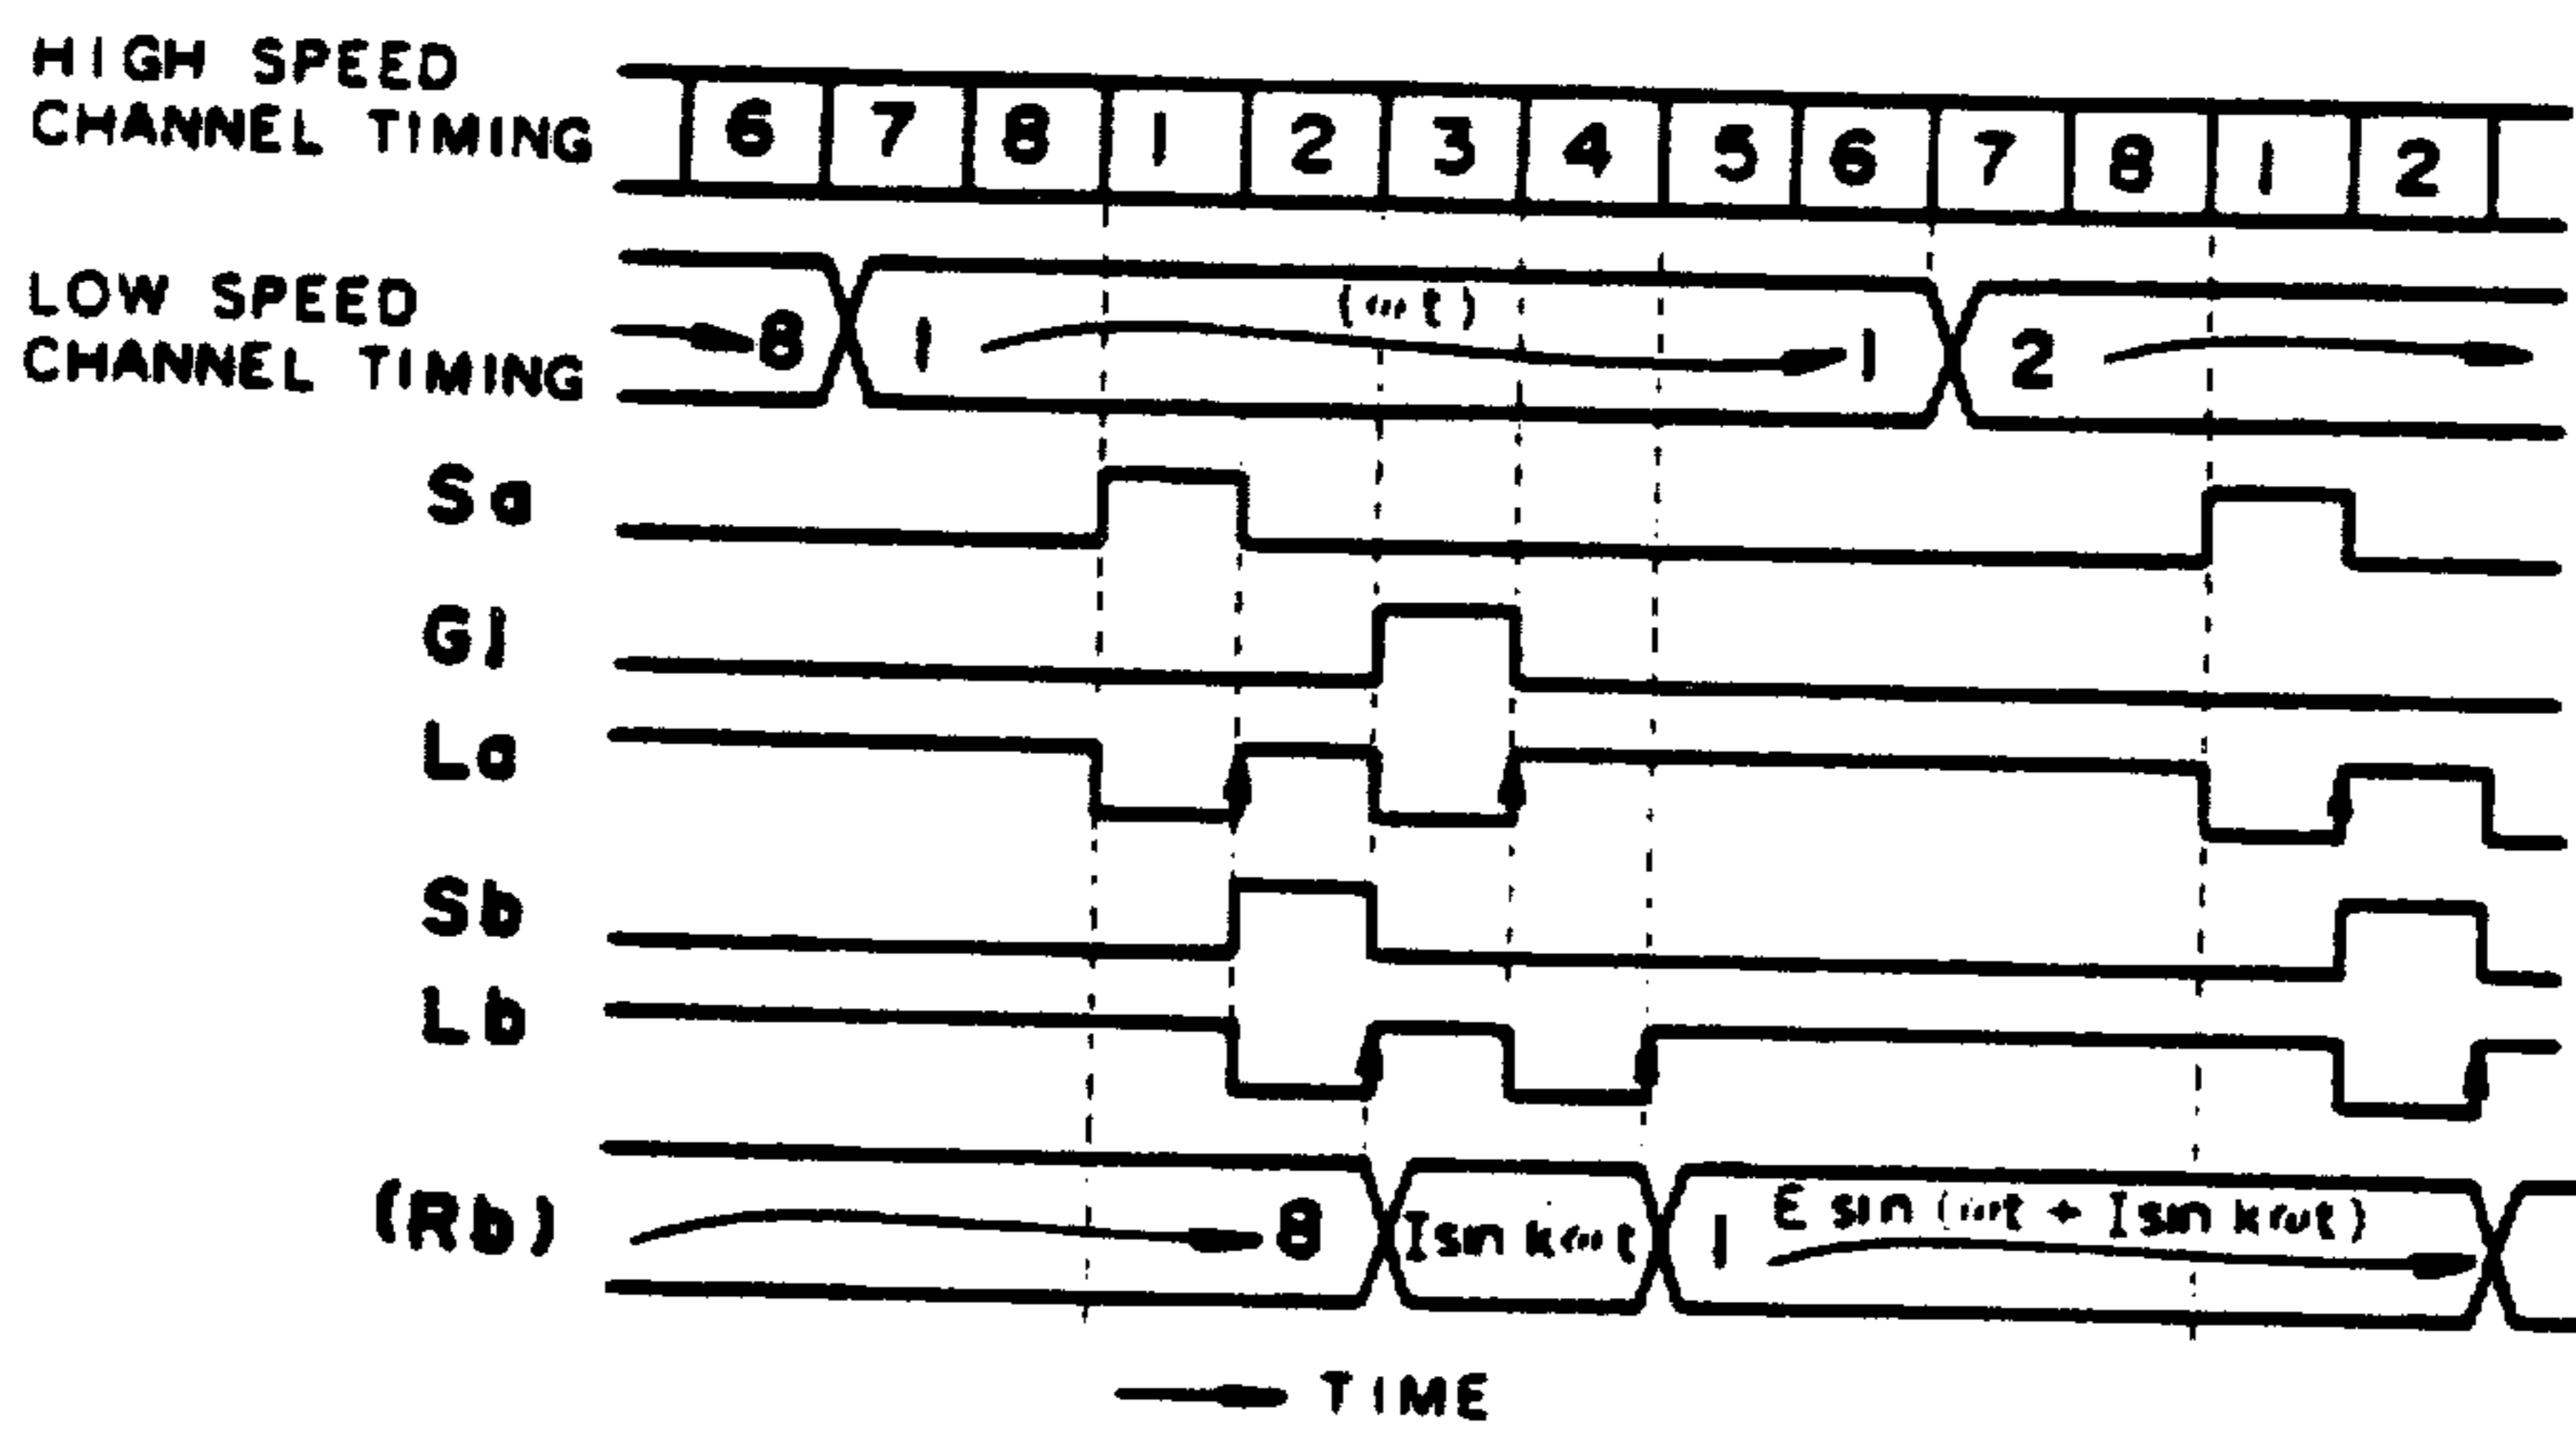 HIGH SPEED
CHANNEL TIMING
6 7 8 1 2 3 4 5 6 7 8 1 2
LOW SPEED
CHANNEL TIMING
8 1 (ωt) 1 2
Sa
G1
La
Sb
Lb
(Rb)
8 I sin kωt 1 E sin (ωt + I sin kωt)
TIME